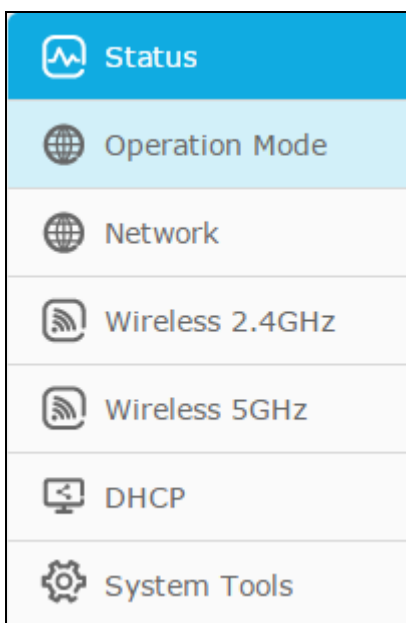 Status
Operation Mode
Network
Wireless 2.4GHz
Wireless 5GHz
DHCP
System Tools